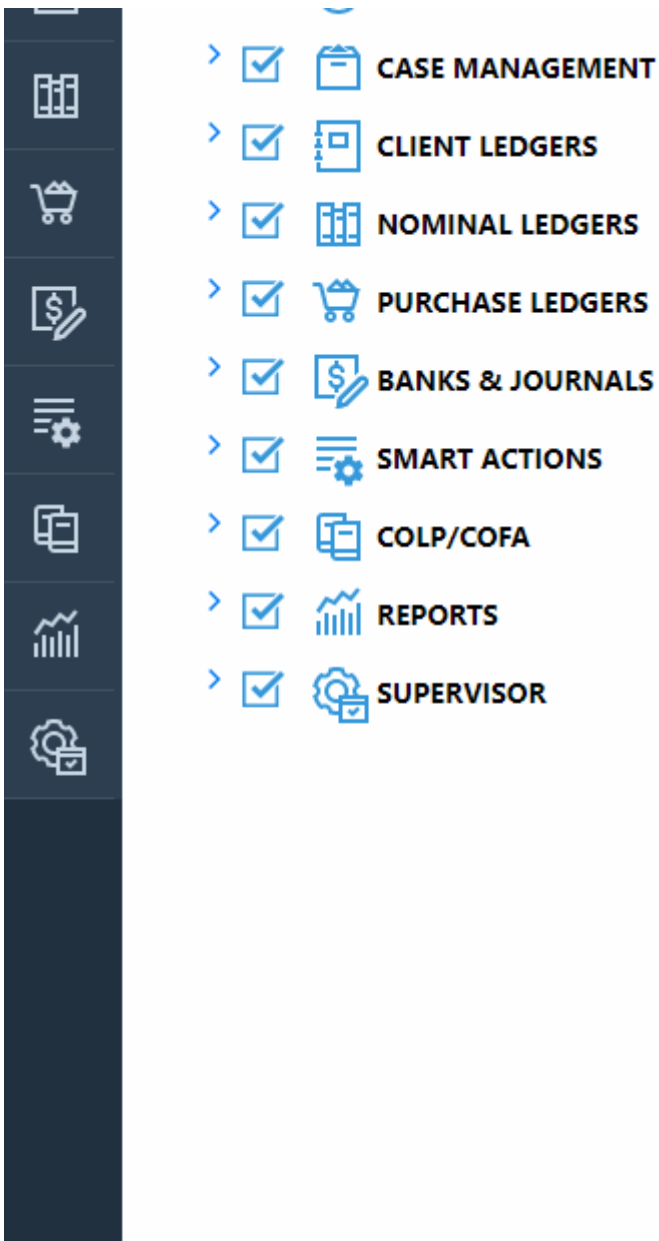 CASE MANAGEMENT
CLIENT LEDGERS
NOMINAL LEDGERS
PURCHASE LEDGERS
BANKS & JOURNALS
SMART ACTIONS
COLP/COFA
REPORTS
SUPERVISOR